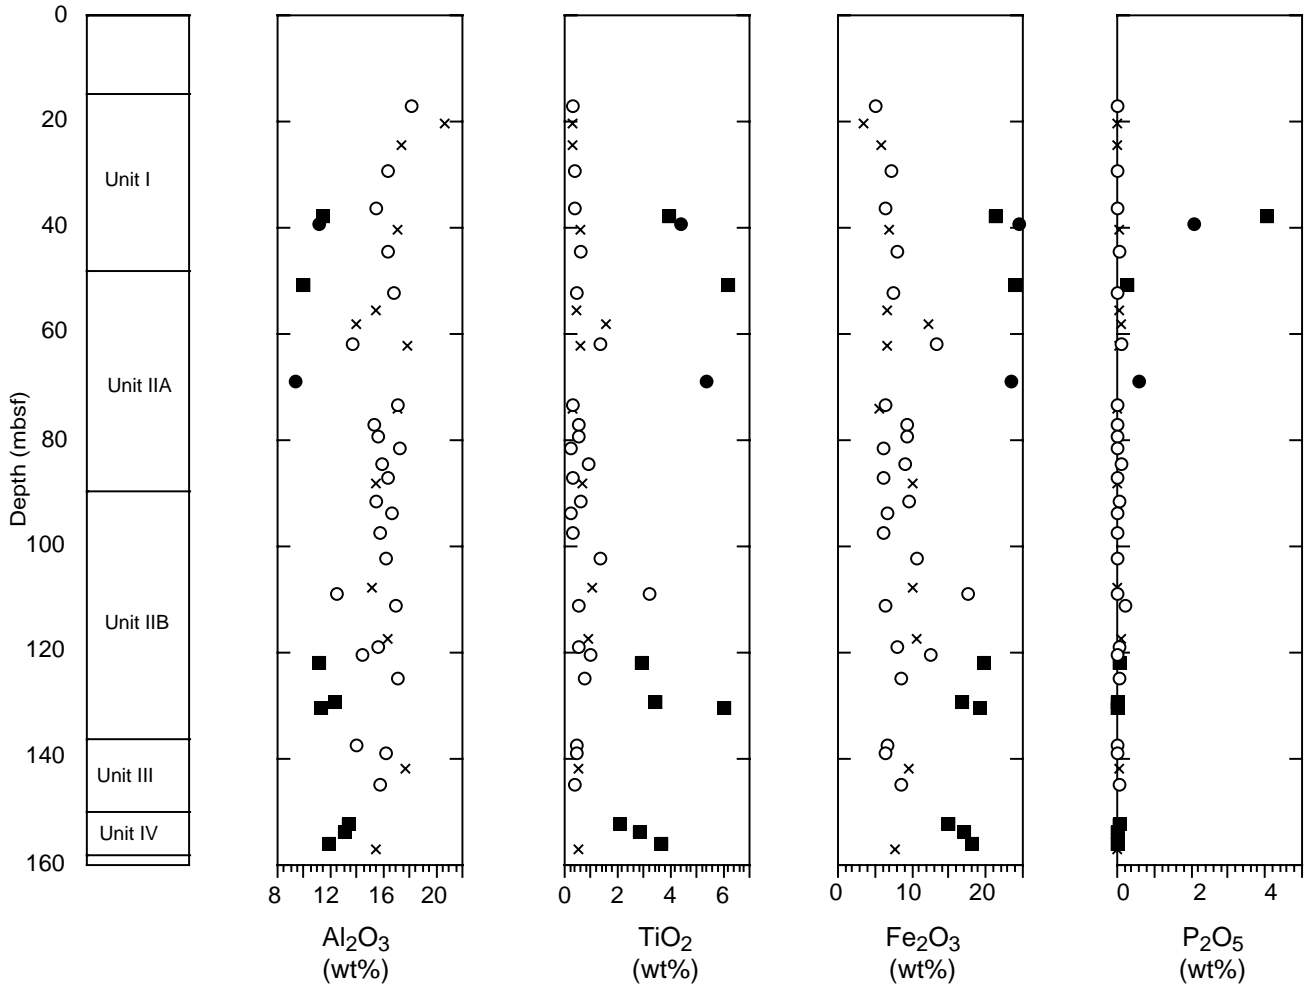 0
20
40
60
80
100
120
140
160
Depth (mbsf)
Unit I
Unit IIA
Unit IIB
Unit III
Unit IV
8 12 16 20
0 2 4 6
0 10 20
0 2 4
Al₂O₃
(wt%)
TiO₂
(wt%)
Fe₂O₃
(wt%)
P₂O₅
(wt%)